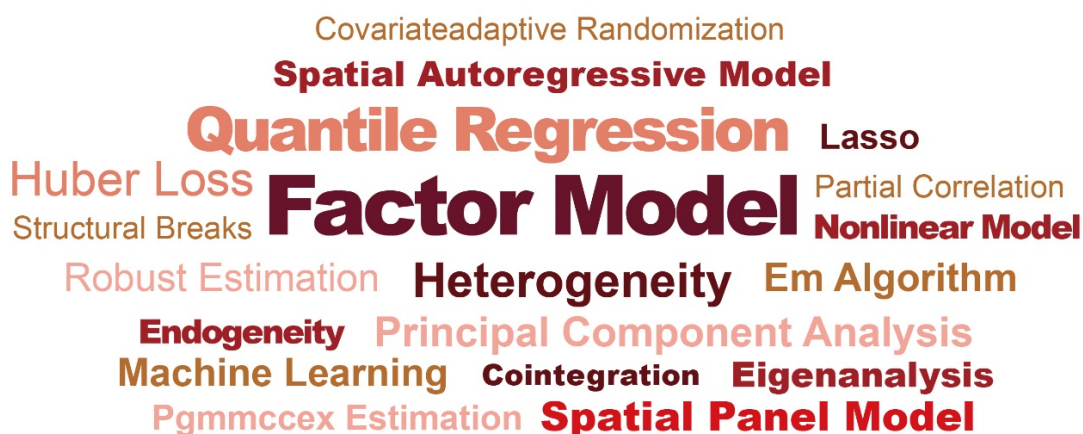 Covariateadaptive Randomization
Spatial Autoregressive Model
Quantile Regression Lasso
Huber Loss Factor Model Partial Correlation
Structural Breaks Nonlinear Model
Robust Estimation Heterogeneity Em Algorithm
Endogeneity Principal Component Analysis
Machine Learning Cointegration Eigenanalysis
Pgmmccex Estimation Spatial Panel Model